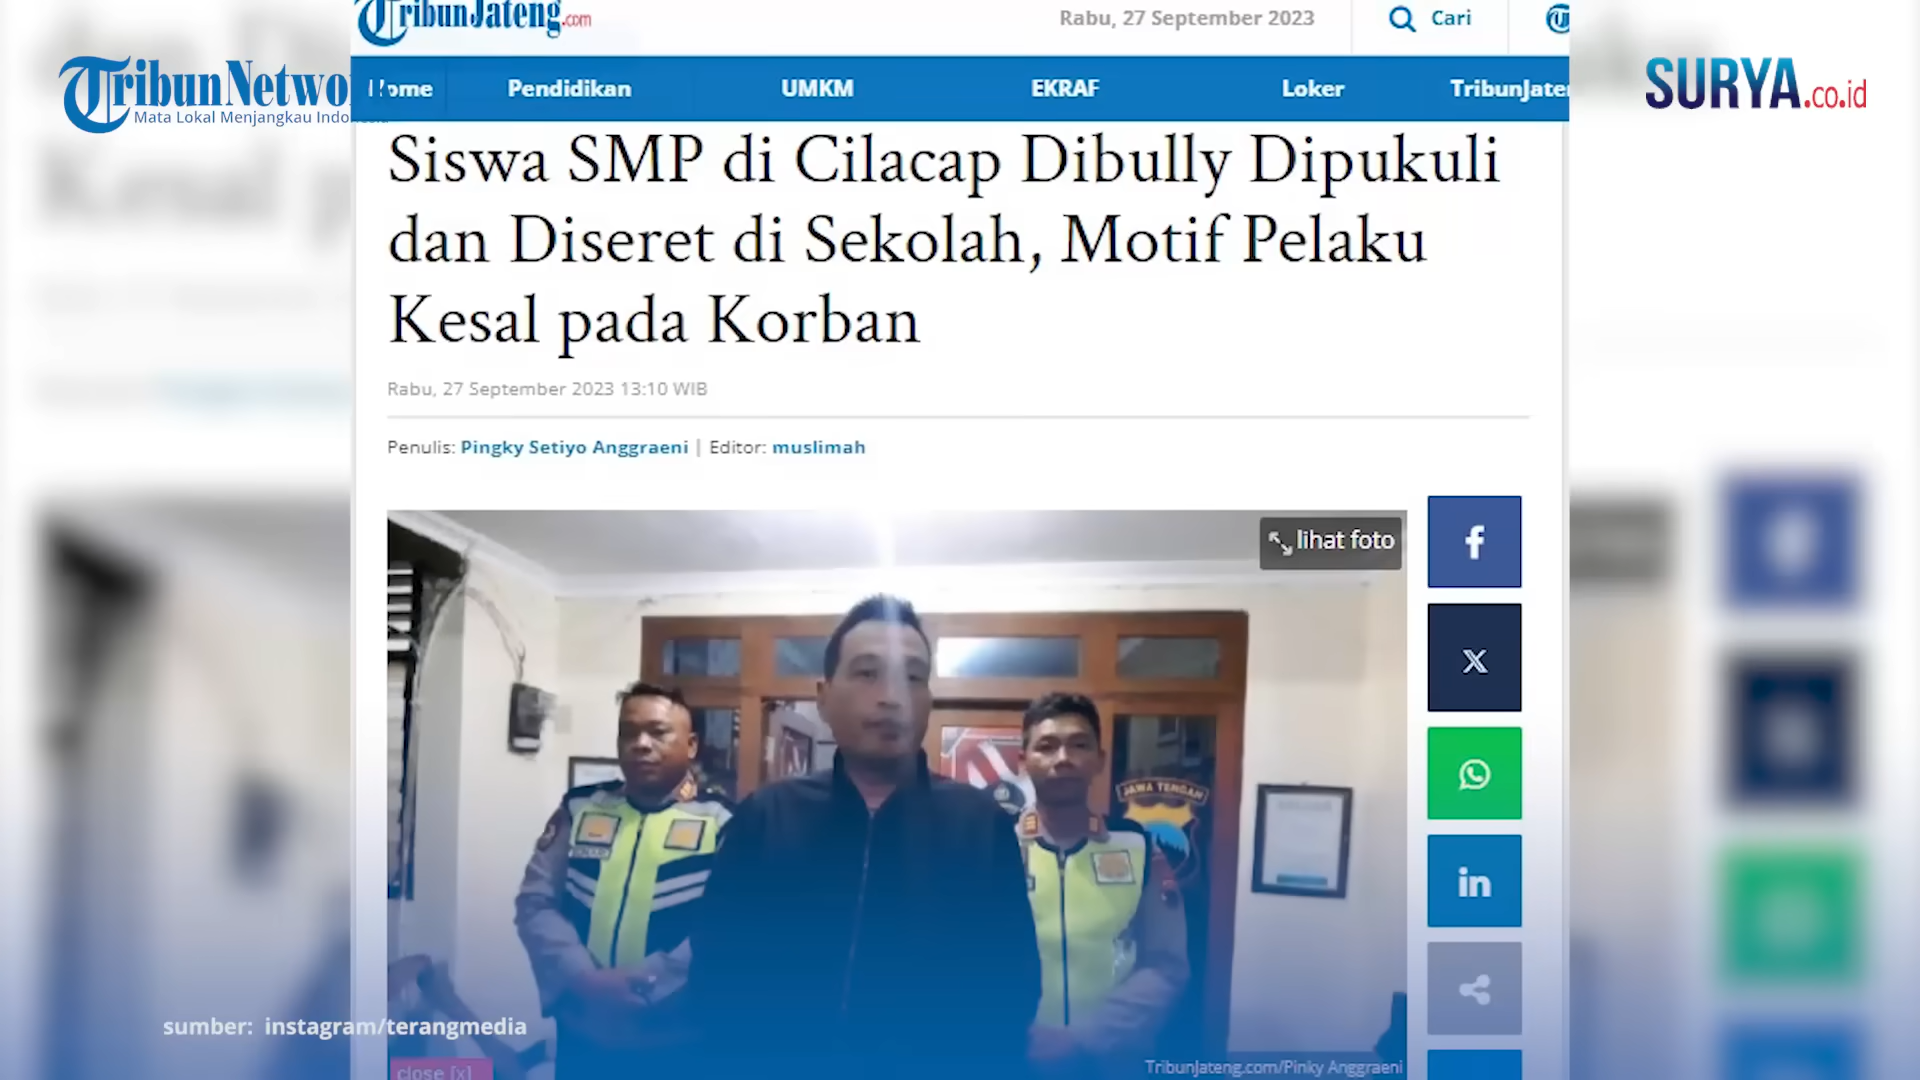 TribunJateng.com
Rabu, 27 September 2023
Cari
TribunNetwo
Mata Lokal Menjangkau Indonesia
SURYA.co.id
Home Pendidikan UMKM EKRAF Loker TribunJaten
Siswa SMP di Cilacap Dibully Dipukuli
dan Diseret di Sekolah, Motif Pelaku
Kesal pada Korban
Rabu, 27 September 2023 13:10 WIB
Penulis: Pingky Setiyo Anggraeni | Editor: muslimah
lihat foto
JAWA TENGAH
sumber: instagram/terangmedia
TribunJateng.com/Pinky Anggraeni
close [x]